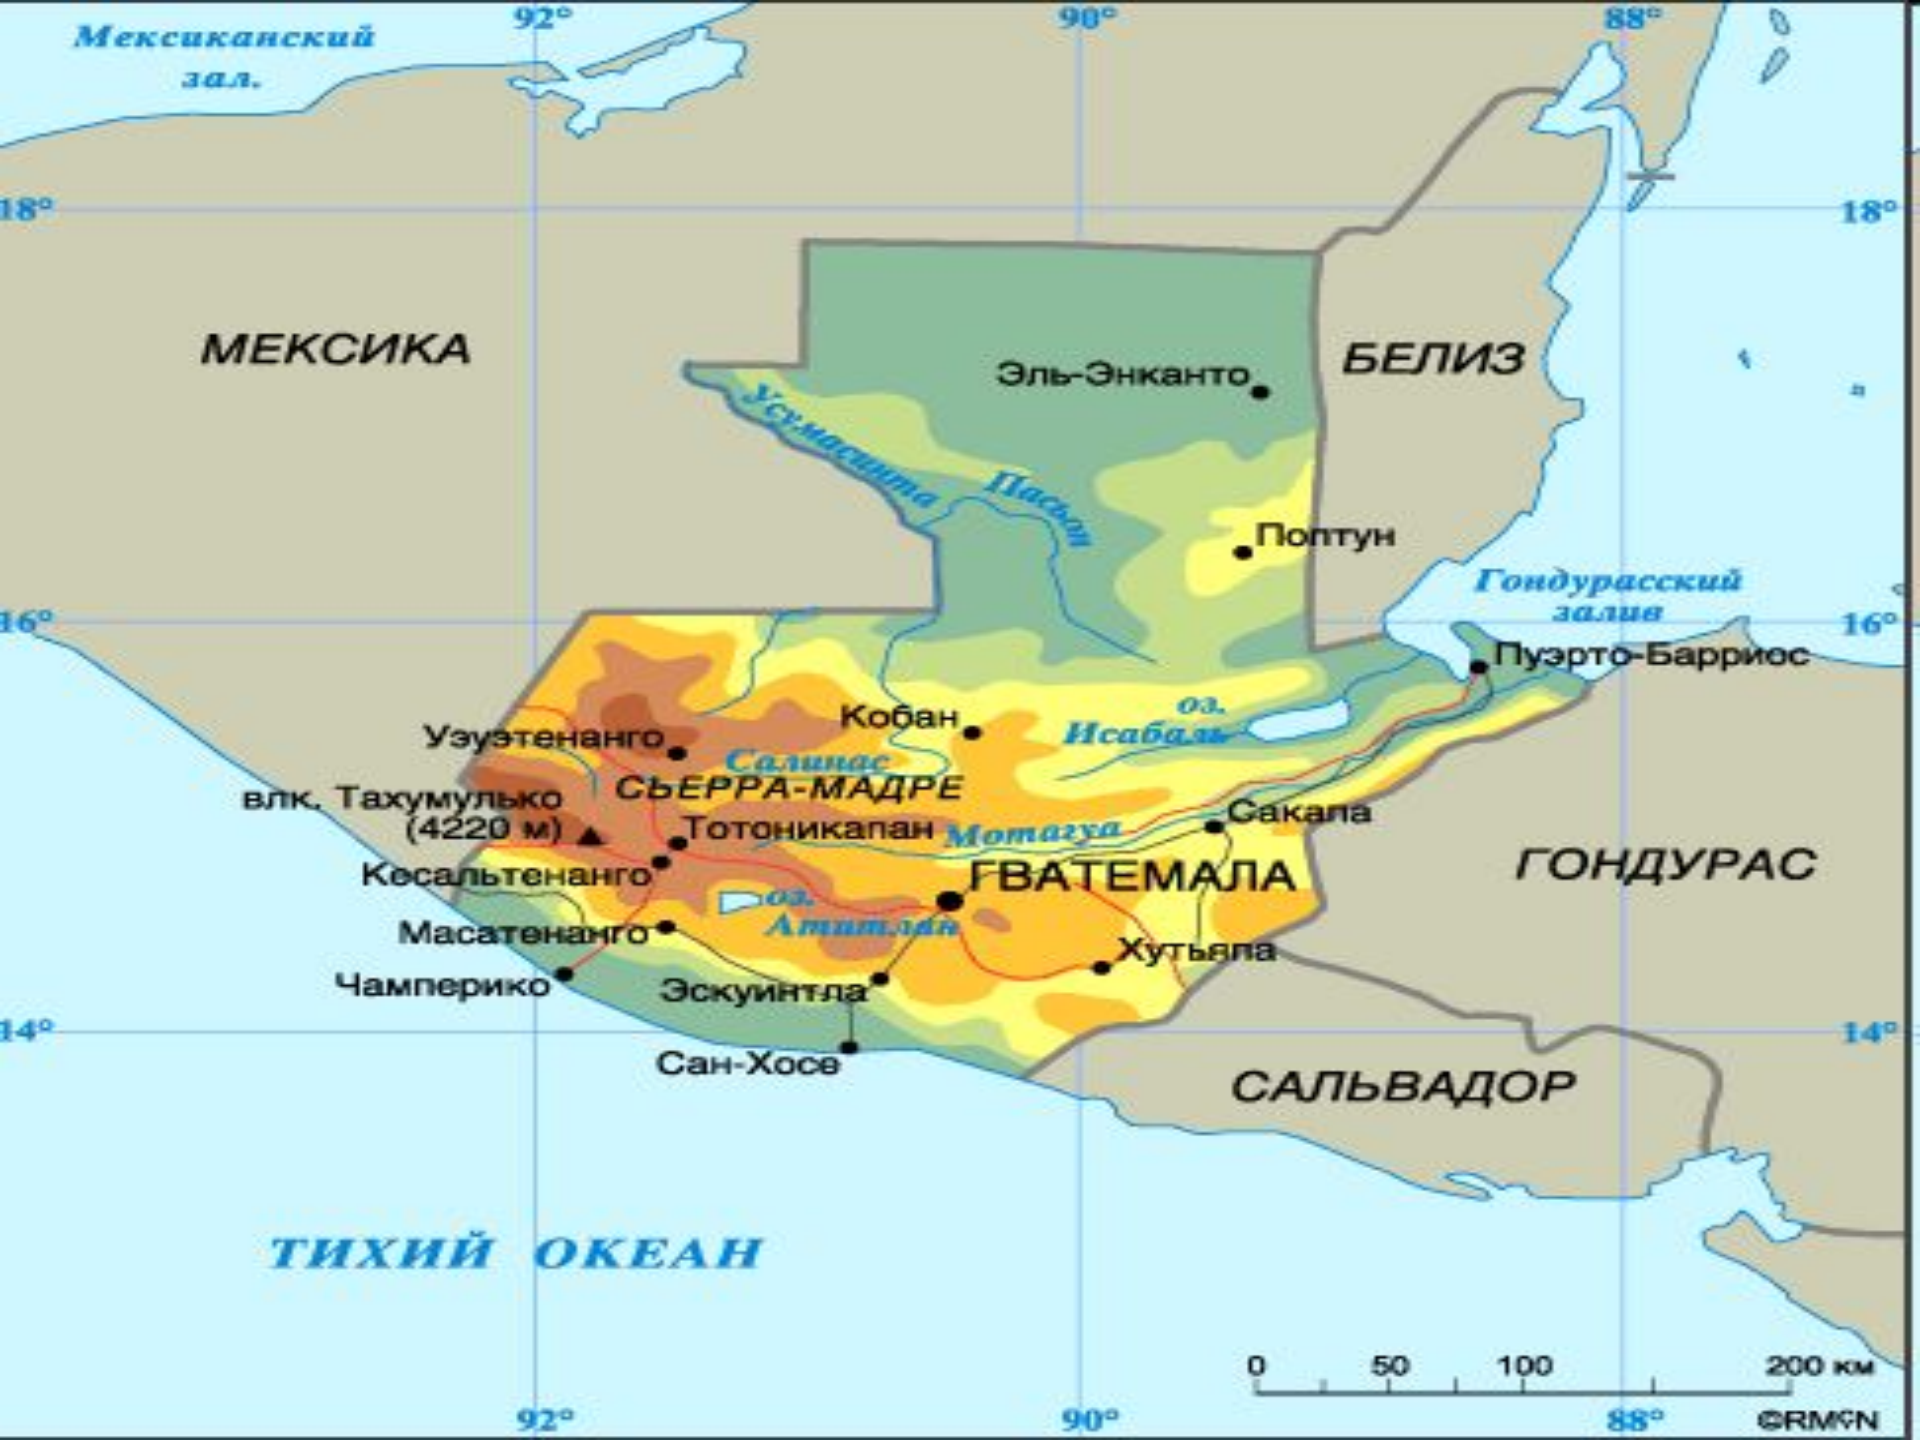 92°
90°
88°
Мексиканский
зал.
18°
18°
МЕКСИКА
БЕЛИЗ
Эль-Энканто
Усумасинта
Пасьон
Поптун
Гондурасский
залив
16°
16°
Пуэрто-Барриос
оз.
Исабаль
Кобан
Уэуэтенанго
Салинас
СЬЕРРА-МАДРЕ
влк. Тахумулько
(4220 м)
Тотоникапан
Мотагуа
Сакапа
Кесальтенанго
ГВАТЕМАЛА
ГОНДУРАС
оз.
Атитлан
Масатенанго
Хутьяпа
Чамперико
Эскуинтла
14°
14°
Сан-Хосе
САЛЬВАДОР
ТИХИЙ ОКЕАН
0 50 100 200 км
92°
90°
88°